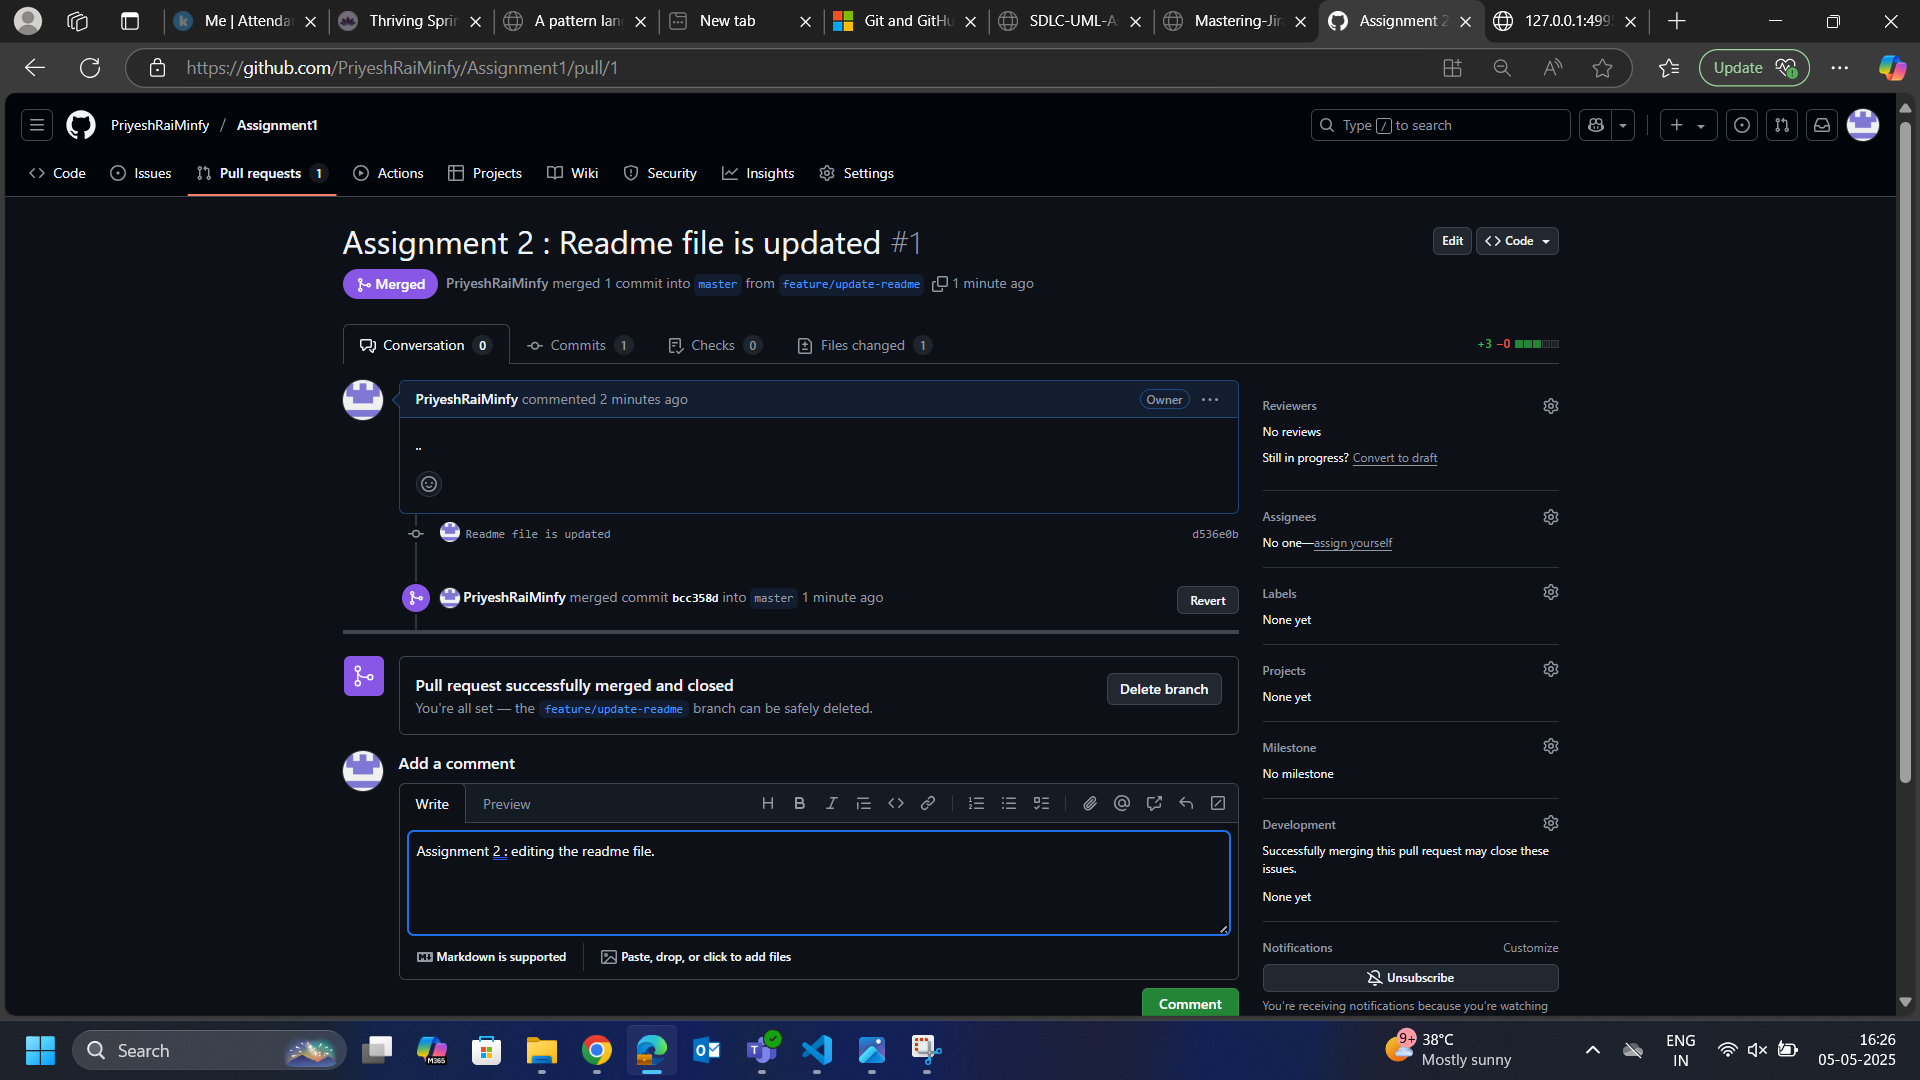 Me | Attendan
Thriving Sprin
A pattern lang
New tab
Git and GitHu
SDLC-UML-A
Mastering-Jir
Assignment 2
127.0.0.1:499
https://github.com/PriyeshRaiMinfy/Assignment1/pull/1
Update
PriyeshRaiMinfy / Assignment1
Type / to search
Code
Issues
Pull requests 1
Actions
Projects
Wiki
Security
Insights
Settings
Assignment 2 : Readme file is updated #1
Edit
Code
Merged
PriyeshRaiMinfy merged 1 commit into master from feature/update-readme 1 minute ago
Conversation 0
Commits 1
Checks 0
Files changed 1
+3 −0
PriyeshRaiMinfy commented 2 minutes ago
Owner
..
Readme file is updated
d536e0b
PriyeshRaiMinfy merged commit bcc358d into master 1 minute ago
Revert
Pull request successfully merged and closed
You're all set — the feature/update-readme branch can be safely deleted.
Delete branch
Add a comment
Write
Preview
Assignment 2 : editing the readme file.
Markdown is supported
Paste, drop, or click to add files
Comment
Reviewers
No reviews
Still in progress? Convert to draft
Assignees
No one—assign yourself
Labels
None yet
Projects
None yet
Milestone
No milestone
Development
Successfully merging this pull request may close these
issues.
None yet
Notifications
Customize
Unsubscribe
You're receiving notifications because you're watching
Search
M365
9+
38°C
Mostly sunny
ENG
IN
16:26
05-05-2025